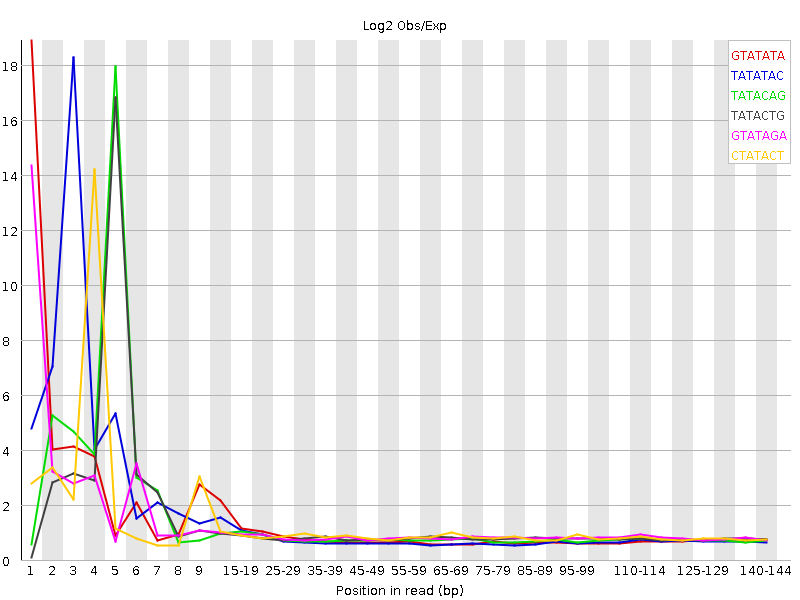 Log2 Obs/Exp
GTATATA
TATATAC
TATACAG
TATACTG
GTATAGA
CTATACT
18
16
14
12
10
8
6
4
2
0
1 2 3 4 5 6 7 8 9 15-19 25-29 35-39 45-49 55-59 65-69 75-79 85-89 95-99 110-114 125-129 140-144
Position in read (bp)